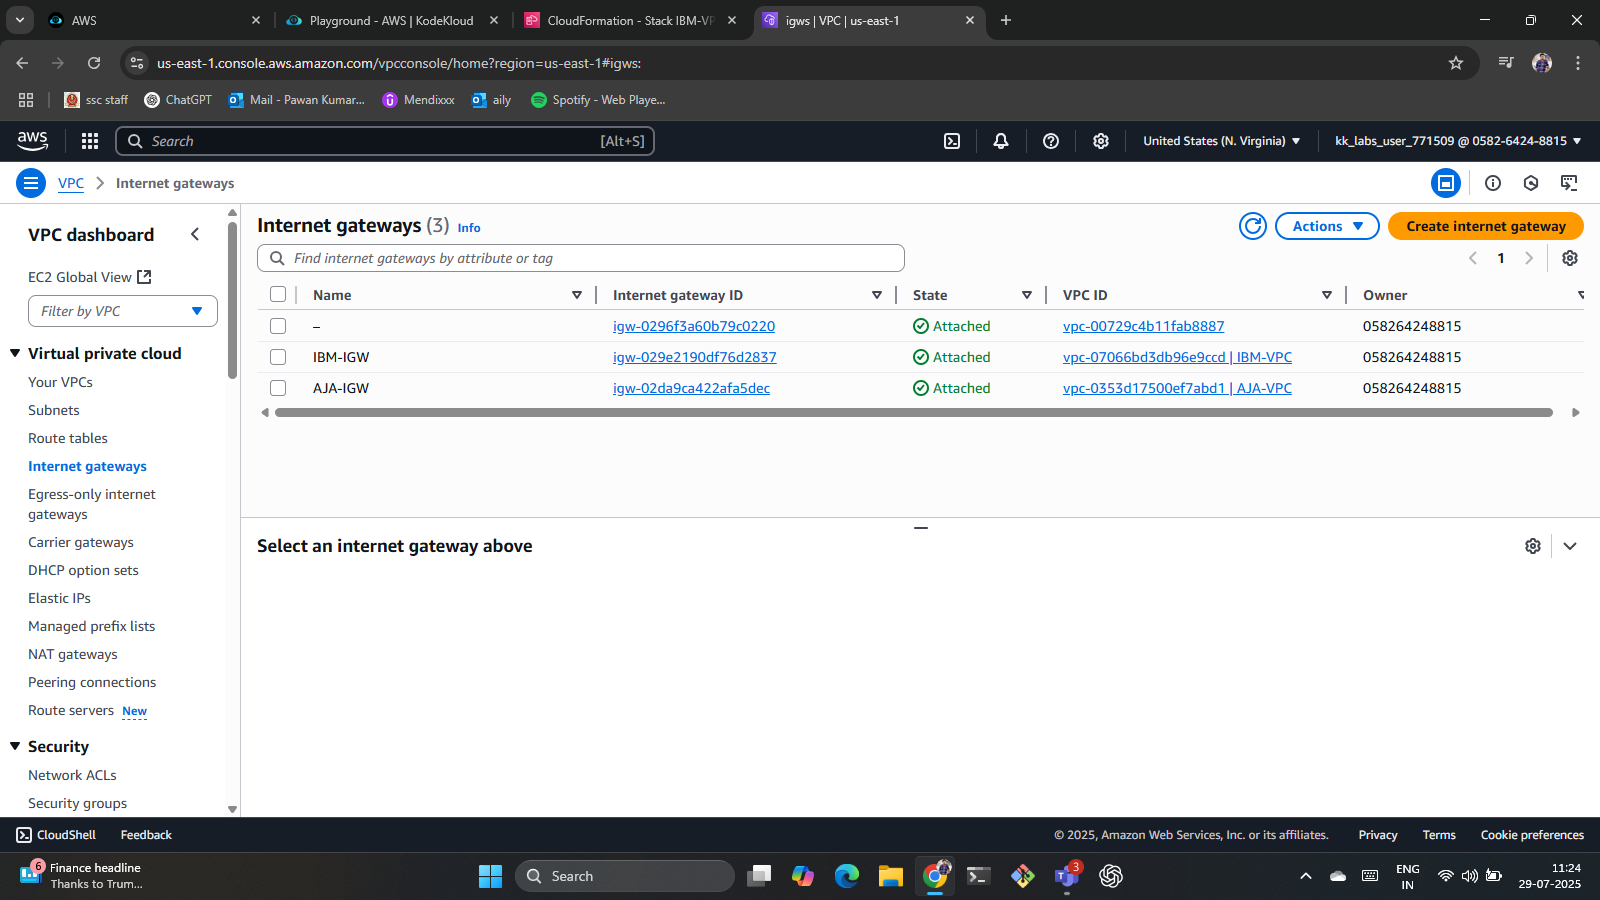 AWS
Playground - AWS | KodeKloud
CloudFormation - Stack IBM-VP
igws | VPC | us-east-1
us-east-1.console.aws.amazon.com/vpcconsole/home?region=us-east-1#igws:
ssc staff
ChatGPT
Mail - Pawan Kumar...
Mendixxx
aily
Spotify - Web Playe...
aws
Search
[Alt+S]
United States (N. Virginia)
kk_labs_user_771509 @ 0582-6424-8815
VPC
Internet gateways
VPC dashboard
EC2 Global View
Filter by VPC
Virtual private cloud
Your VPCs
Subnets
Route tables
Internet gateways
Egress-only internet
gateways
Carrier gateways
DHCP option sets
Elastic IPs
Managed prefix lists
NAT gateways
Peering connections
Route servers New
Security
Network ACLs
Security groups
Internet gateways (3) Info
Actions
Create internet gateway
Find internet gateways by attribute or tag
1
Name Internet gateway ID State VPC ID Owner
– igw-0296f3a60b79c0220 Attached vpc-00729c4b11fab8887 058264248815
IBM-IGW igw-029e2190df76d2837 Attached vpc-07066bd3db96e9ccd | IBM-VPC 058264248815
AJA-IGW igw-02da9ca422afa5dec Attached vpc-0353d17500ef7abd1 | AJA-VPC 058264248815
Select an internet gateway above
CloudShell
Feedback
© 2025, Amazon Web Services, Inc. or its affiliates.
Privacy
Terms
Cookie preferences
6
Finance headline
Thanks to Trum...
Search
3
ENG
IN
11:24
29-07-2025